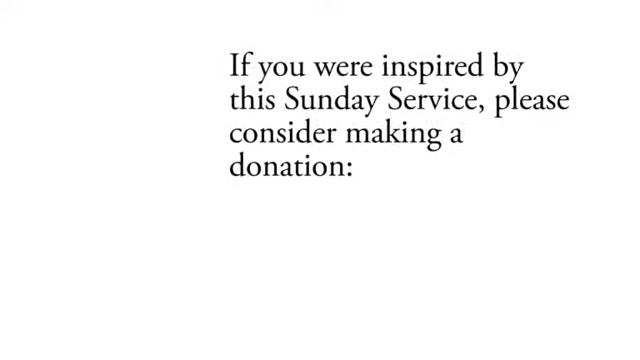 If you were inspired by
this Sunday Service, please
consider making a
donation: